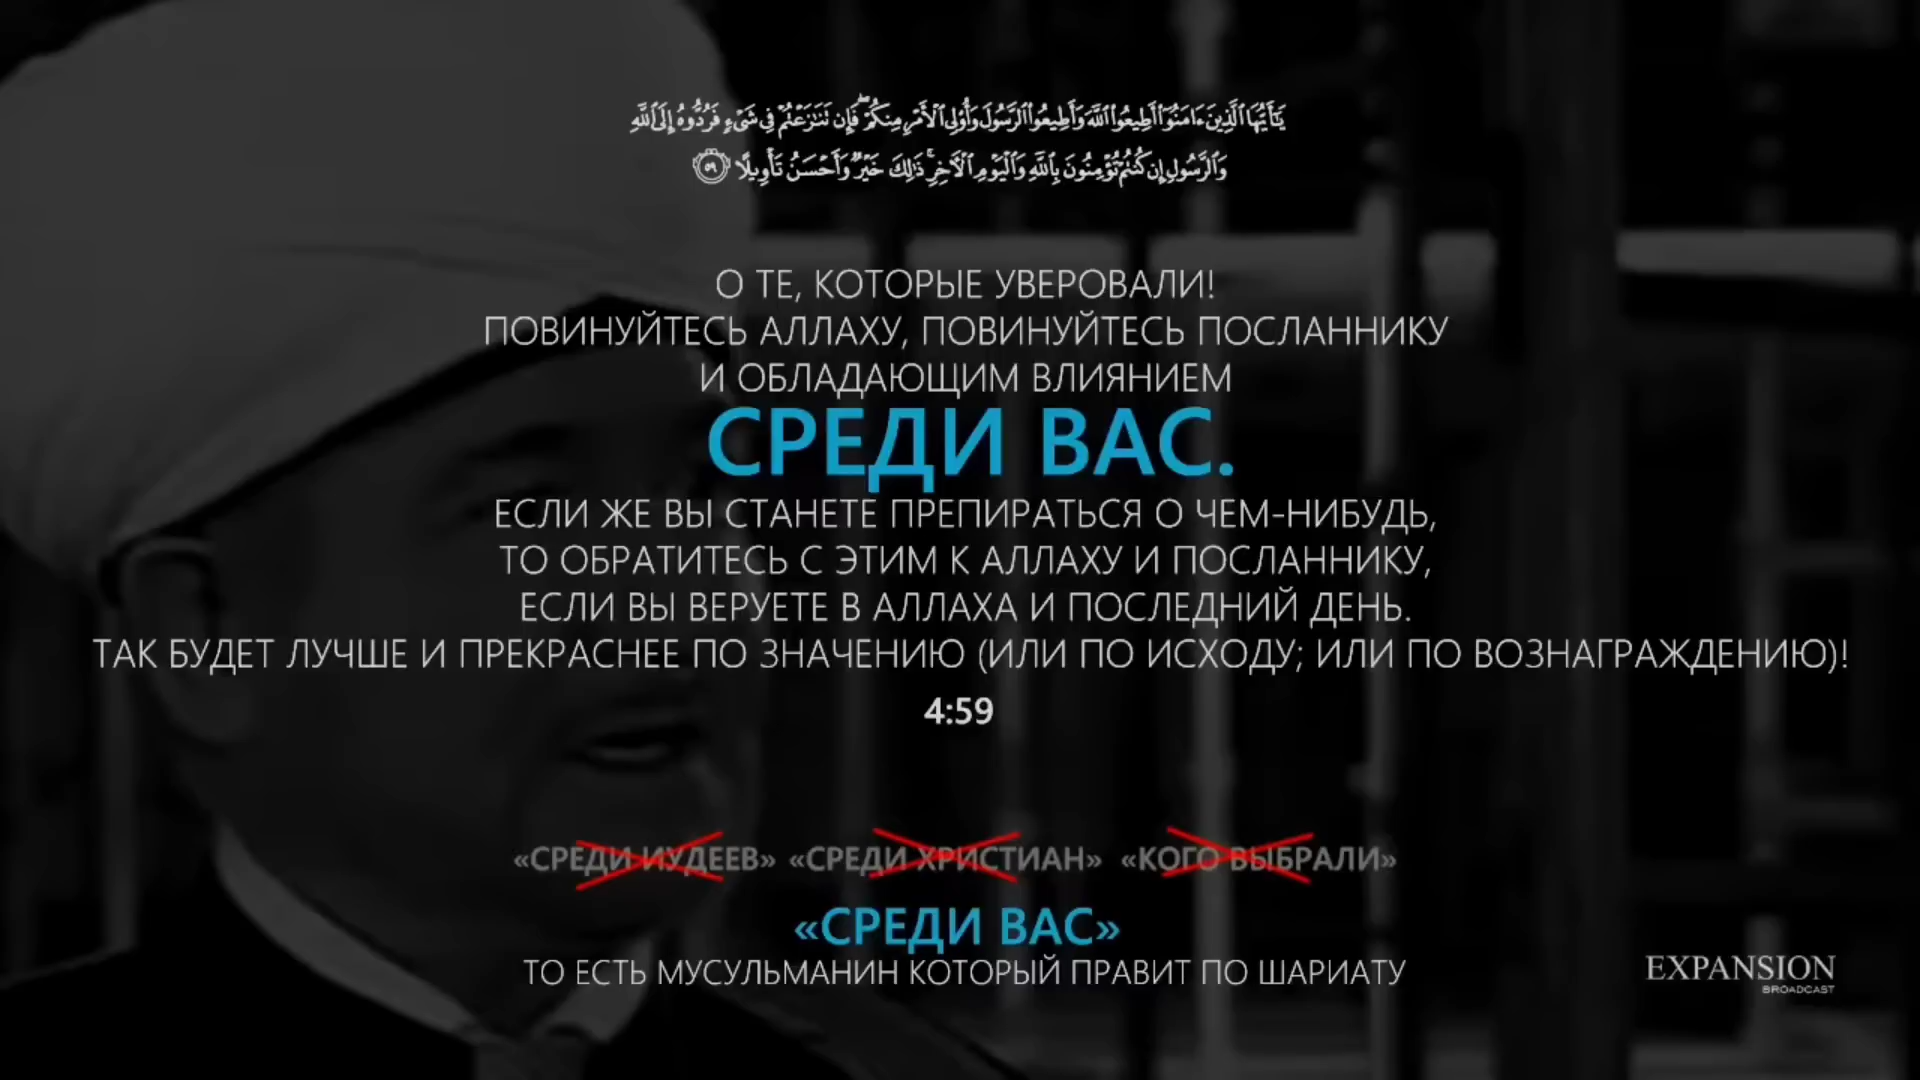 يَـٰٓأَيُّهَا ٱلَّذِينَ ءَامَنُوٓا۟ أَطِيعُوا۟ ٱللَّهَ وَأَطِيعُوا۟ ٱلرَّسُولَ وَأُو۟لِى ٱلْأَمْرِ مِنكُمْ ۖ فَإِن تَنَـٰزَعْتُمْ فِى شَىْءٍ فَرُدُّوهُ إِلَى ٱللَّهِ
وَٱلرَّسُولِ إِن كُنتُمْ تُؤْمِنُونَ بِٱللَّهِ وَٱلْيَوْمِ ٱلْـَٔاخِرِ ۚ ذَٰلِكَ خَيْرٌ وَأَحْسَنُ تَأْوِيلًا ٥٩
О ТЕ, КОТОРЫЕ УВЕРОВАЛИ!
ПОВИНУЙТЕСЬ АЛЛАХУ, ПОВИНУЙТЕСЬ ПОСЛАННИКУ
И ОБЛАДАЮЩИМ ВЛИЯНИЕМ
СРЕДИ ВАС.
ЕСЛИ ЖЕ ВЫ СТАНЕТЕ ПРЕПИРАТЬСЯ О ЧЕМ-НИБУДЬ,
ТО ОБРАТИТЕСЬ С ЭТИМ К АЛЛАХУ И ПОСЛАННИКУ,
ЕСЛИ ВЫ ВЕРУЕТЕ В АЛЛАХА И ПОСЛЕДНИЙ ДЕНЬ.
ТАК БУДЕТ ЛУЧШЕ И ПРЕКРАСНЕЕ ПО ЗНАЧЕНИЮ (ИЛИ ПО ИСХОДУ; ИЛИ ПО ВОЗНАГРАЖДЕНИЮ)!
4:59
«СРЕДИ ИУДЕЕВ» «СРЕДИ ХРИСТИАН» «КОГО ВЫБРАЛИ»
«СРЕДИ ВАС»
ТО ЕСТЬ МУСУЛЬМАНИН КОТОРЫЙ ПРАВИТ ПО ШАРИАТУ
EXPANSION
BROADCAST